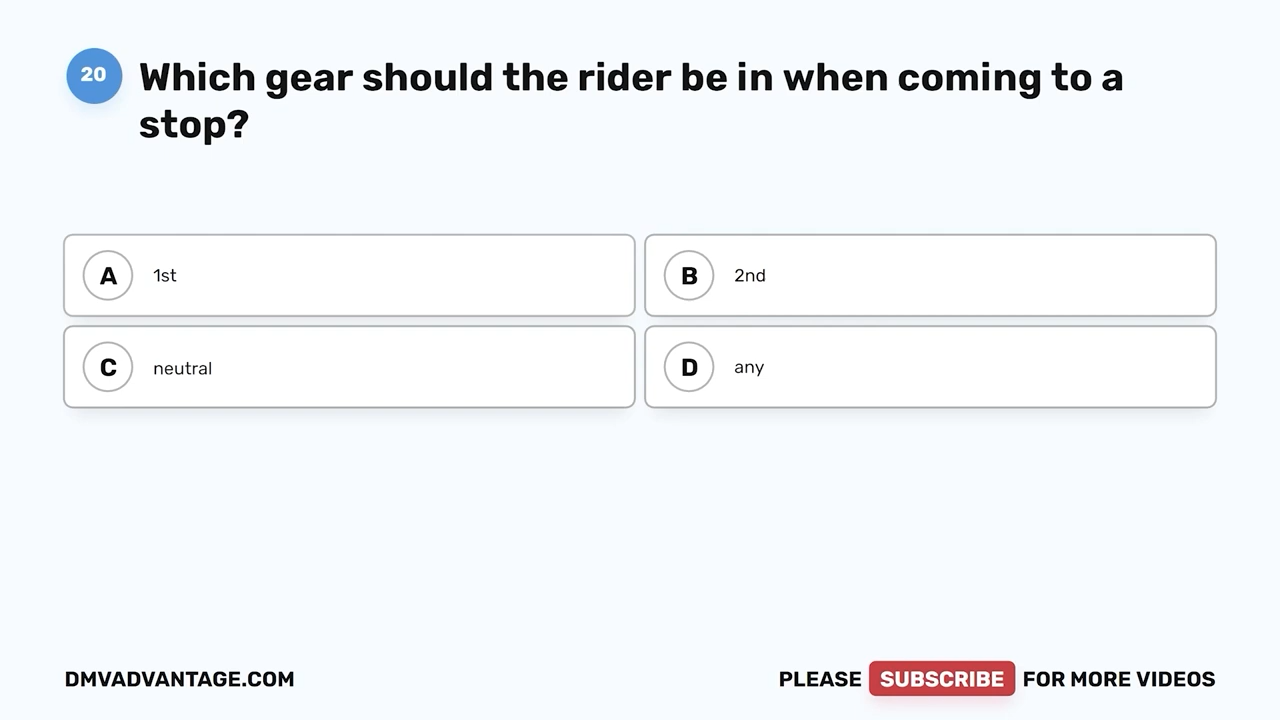 20
Which gear should the rider be in when coming to a
stop?
A 1st
B 2nd
C neutral
D any
DMVADVANTAGE.COM
PLEASE SUBSCRIBE FOR MORE VIDEOS